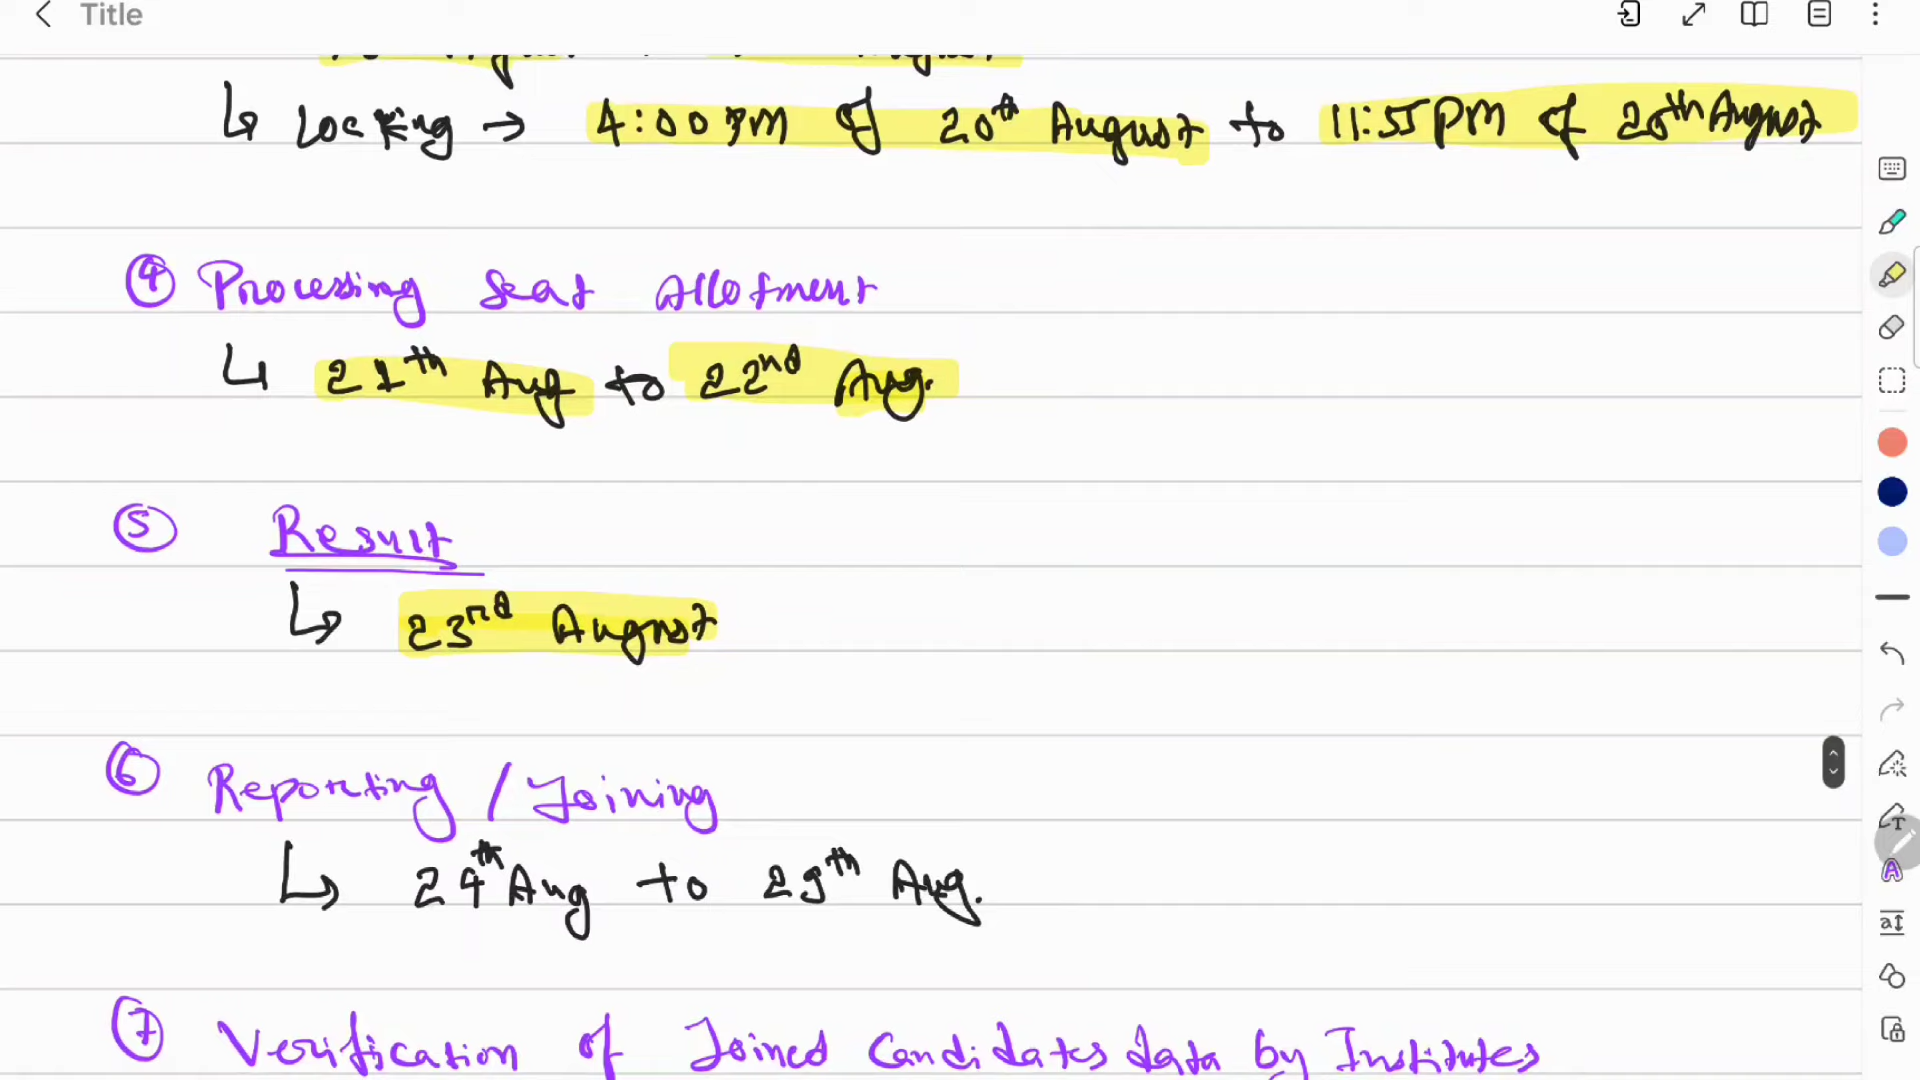 Title
↳ Locking → 4:00 PM of 20th August to 11:55 PM of 20th August
④ Processing Seat Allotment
↳ 21th Aug to 22nd Aug.
⑤ Result
↳ 23rd August
⑥ Reporting / Joining
↳ 24th Aug to 29th Aug.
⑦ Verification of Joined Candidates data by Institutes